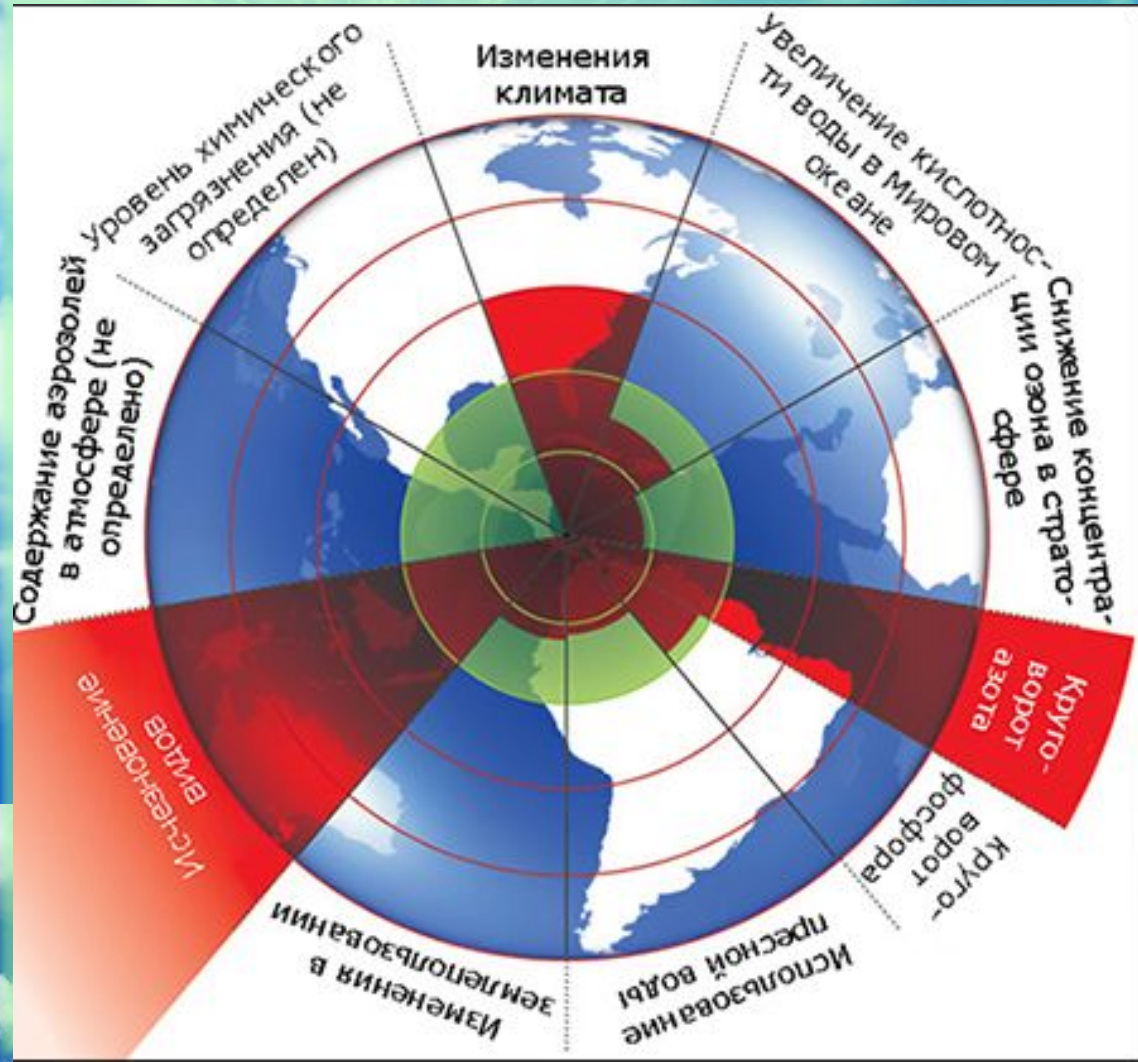 Изменения
климата
Увеличение кислотнос-
ти воды в мировом
океане
Снижение концентра-
ции озона в страто-
сфере
Круго-
ворот
азота
Круго-
ворот
фосфора
Использование
пресной воды
Изменения в
землепользовании
Исчезновение
видов
Содержание аэрозолей
в атмосфере (не
определено)
Уровень химического
загрязнения (не
определен)